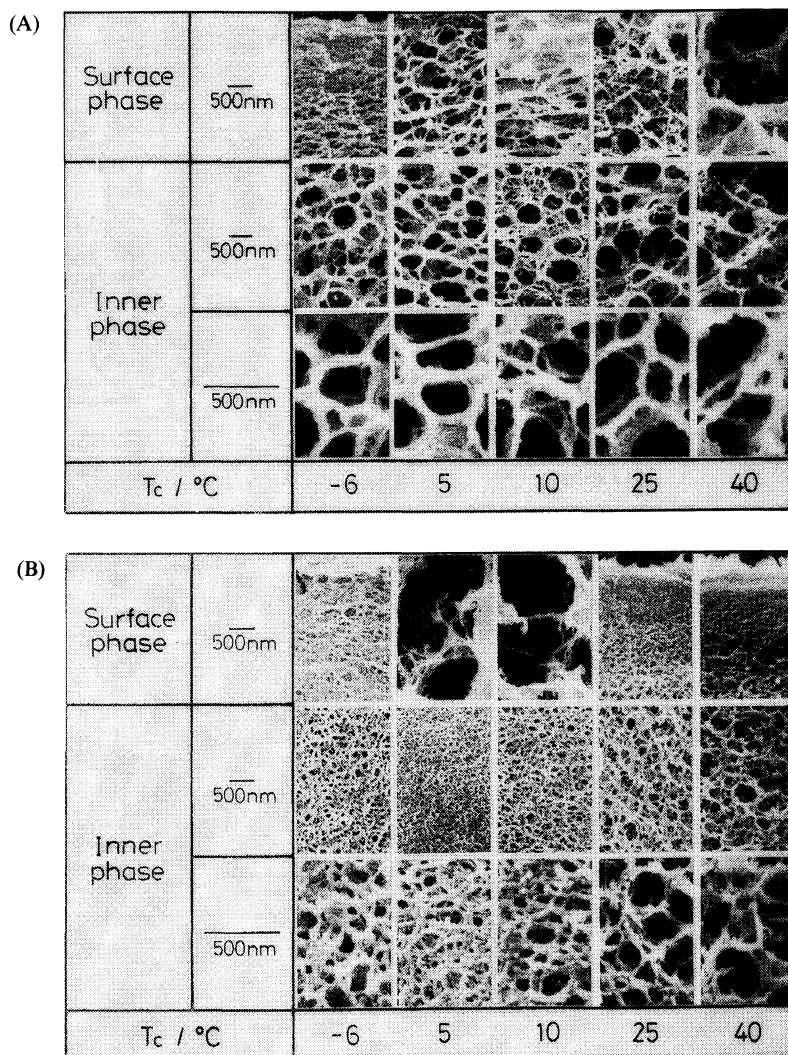 (A)
Surface
phase
500nm
500nm
Inner
phase
500nm
Tc / °C
-6
5
10
25
40
(B)
Surface
phase
500nm
500nm
Inner
phase
500nm
Tc / °C
-6
5
10
25
40